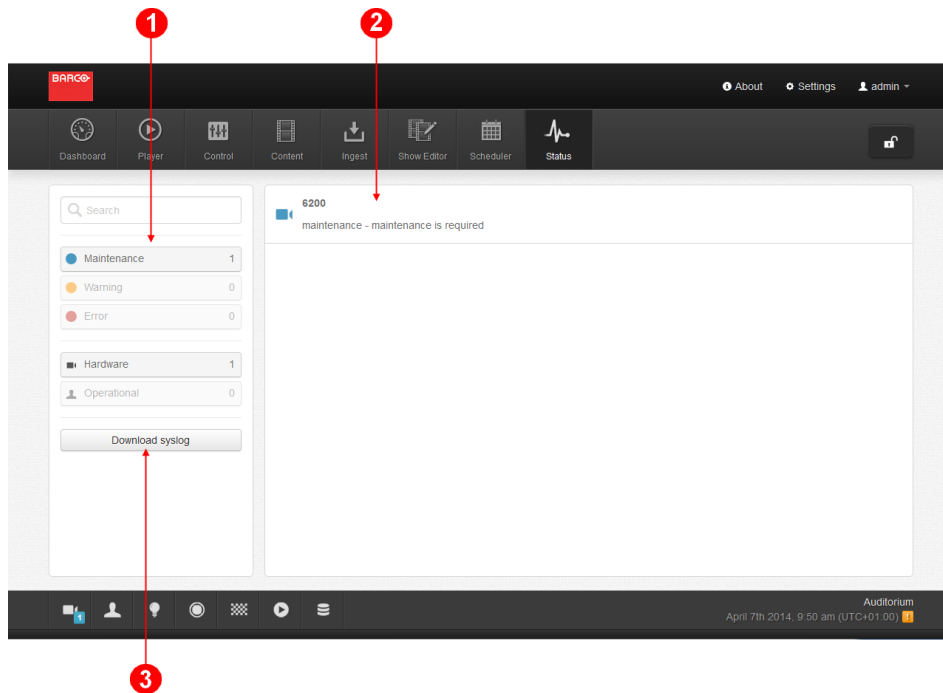 1
2
BARCO
About
Settings
admin
Dashboard
Player
Control
Content
Ingest
Show Editor
Scheduler
Status
Search
Maintenance 1
Warning 0
Error 0
Hardware 1
Operational 0
Download syslog
6200
maintenance - maintenance is required
1
Auditorium
April 7th 2014, 9:50 am (UTC+01:00) !
3